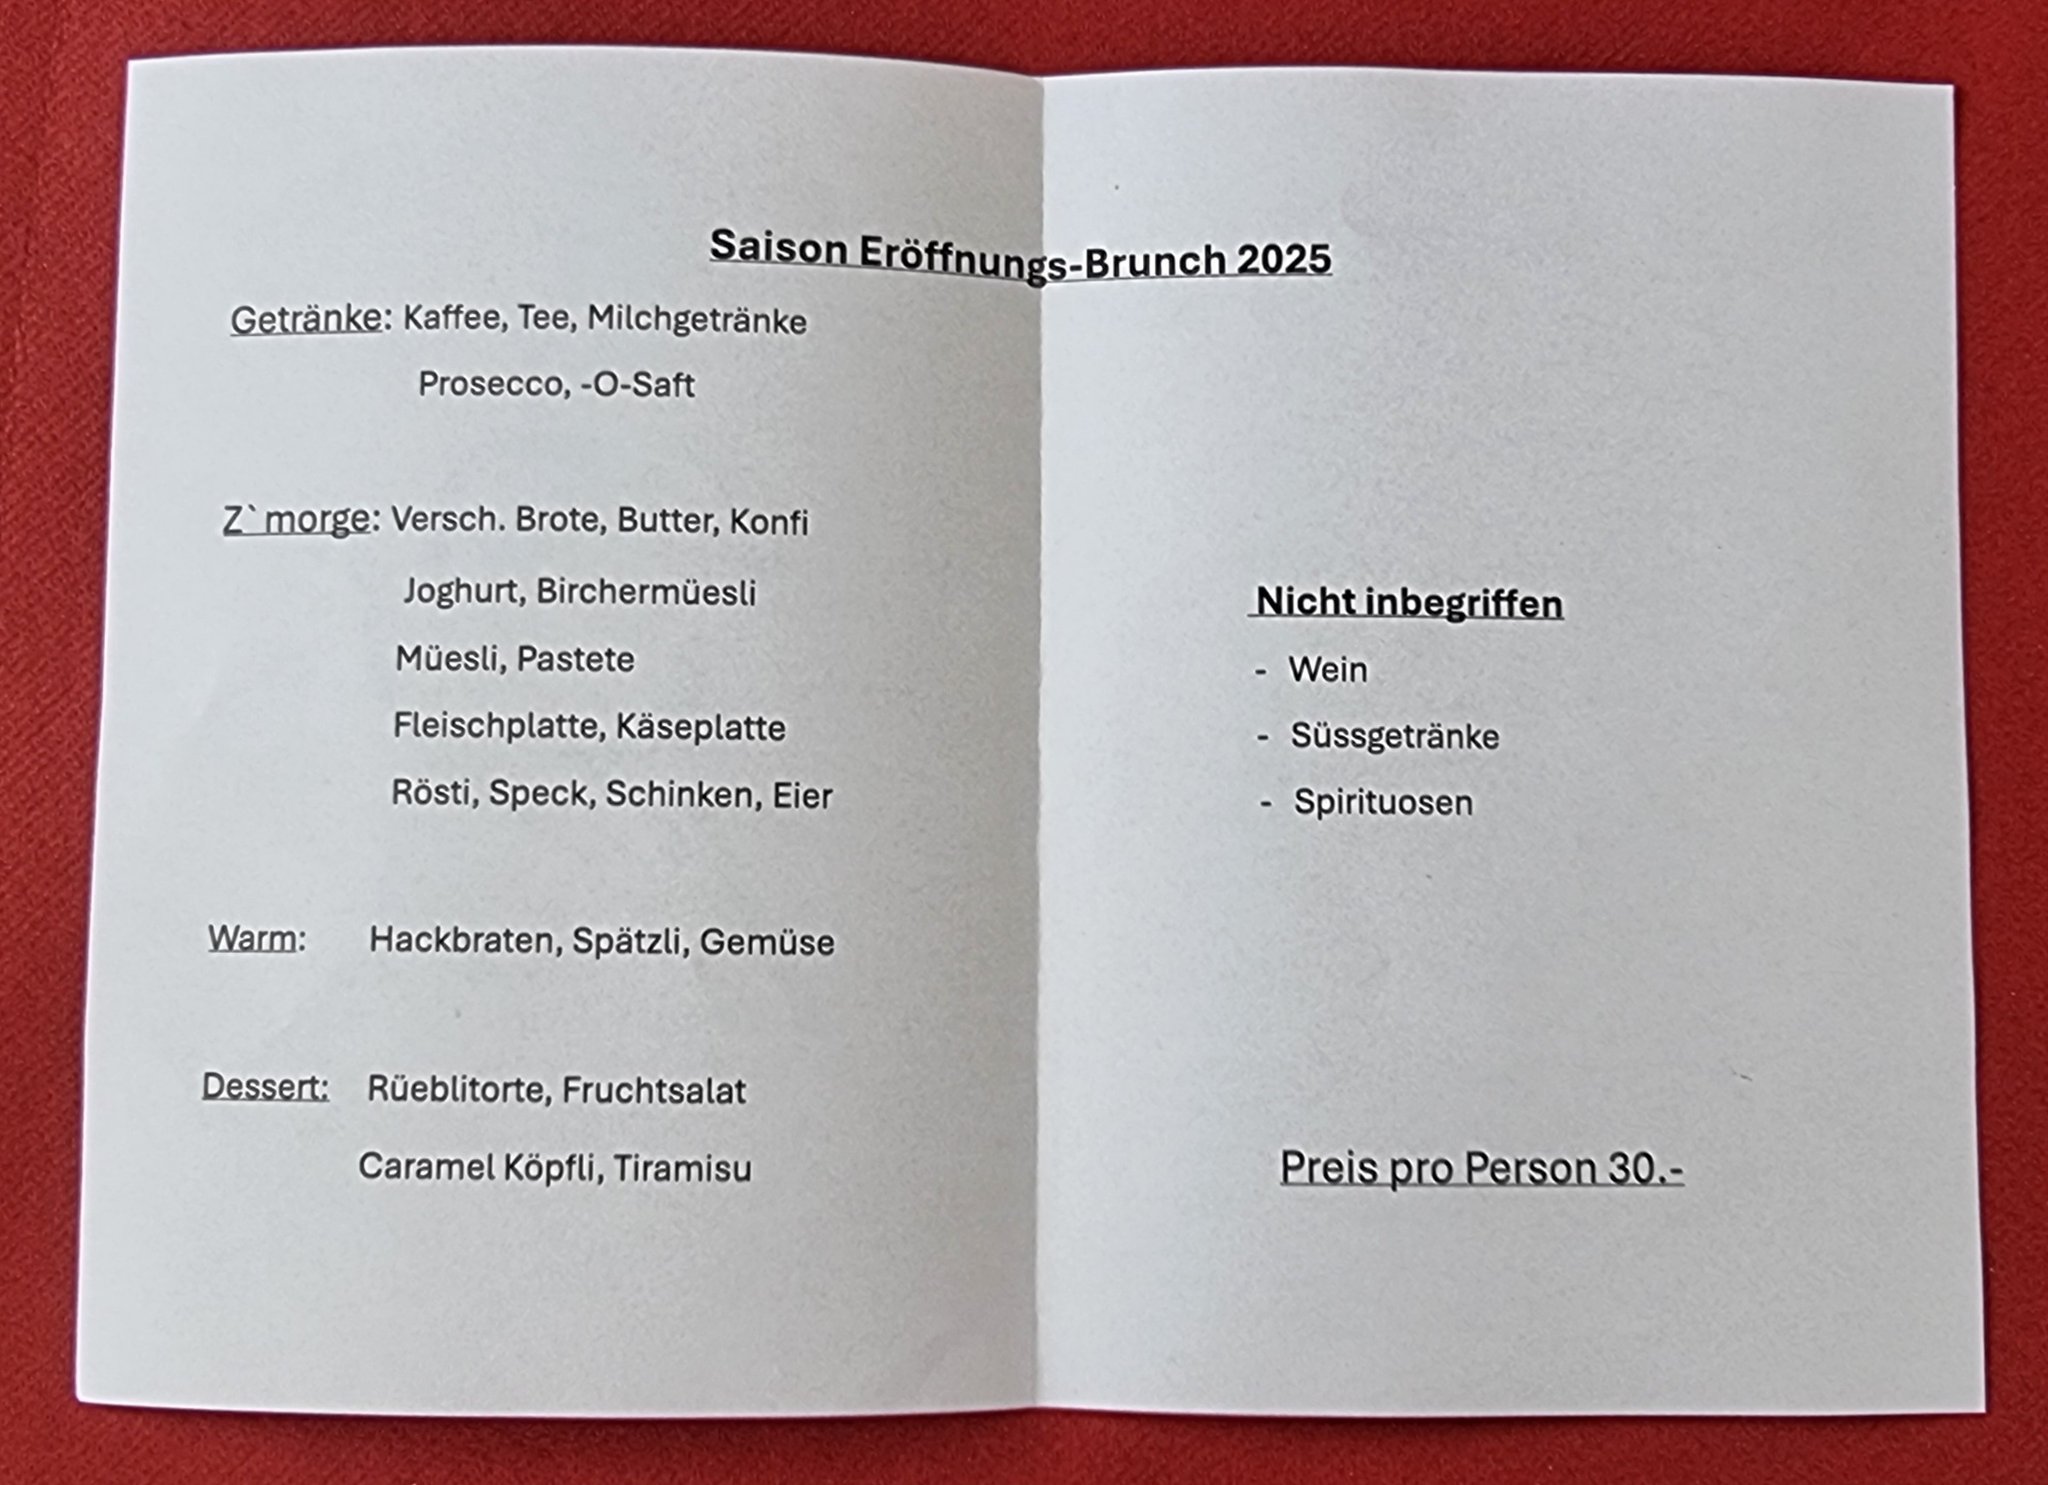 Saison Eröffnungs-Brunch 2025
Getränke: Kaffee, Tee, Milchgetränke
Prosecco, -O-Saft
Z`morge: Versch. Brote, Butter, Konfi
Joghurt, Birchermüesli
Müesli, Pastete
Fleischplatte, Käseplatte
Rösti, Speck, Schinken, Eier
Warm: Hackbraten, Spätzli, Gemüse
Dessert: Rüeblitorte, Fruchtsalat
Caramel Köpfli, Tiramisu
Nicht inbegriffen
- Wein
- Süssgetränke
- Spirituosen
Preis pro Person 30.-